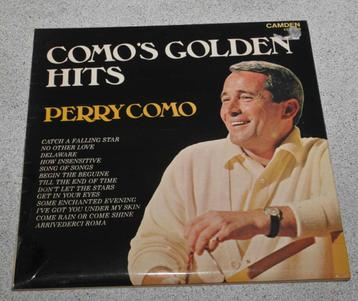 CAMDEN
COMO'S GOLDEN
HITS
PERRY COMO
CATCH A FALLING STAR
NO OTHER LOVE
DELAWARE
HOW INSENSITIVE
SONG OF SONGS
BEGIN THE BEGUINE
TILL THE END OF TIME
DON'T LET THE STARS
GET IN YOUR EYES
SOME ENCHANTED EVENING
I'VE GOT YOU UNDER MY SKIN
COME RAIN OR COME SHINE
ARRIVEDERCI ROMA